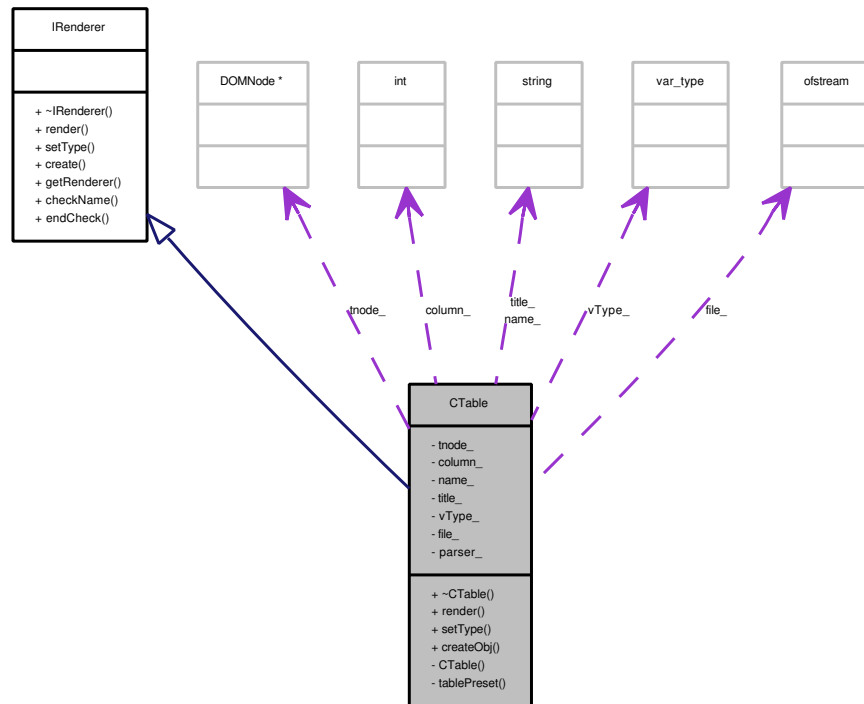 IRenderer
+ ~IRenderer()
+ render()
+ setType()
+ create()
+ getRenderer()
+ checkName()
+ endCheck()
DOMNode *
int
string
var_type
ofstream
tnode_
column_
title_
name_
vType_
file_
CTable
- tnode_
- column_
- name_
- title_
- vType_
- file_
- parser_
+ ~CTable()
+ render()
+ setType()
+ createObj()
- CTable()
- tablePreset()